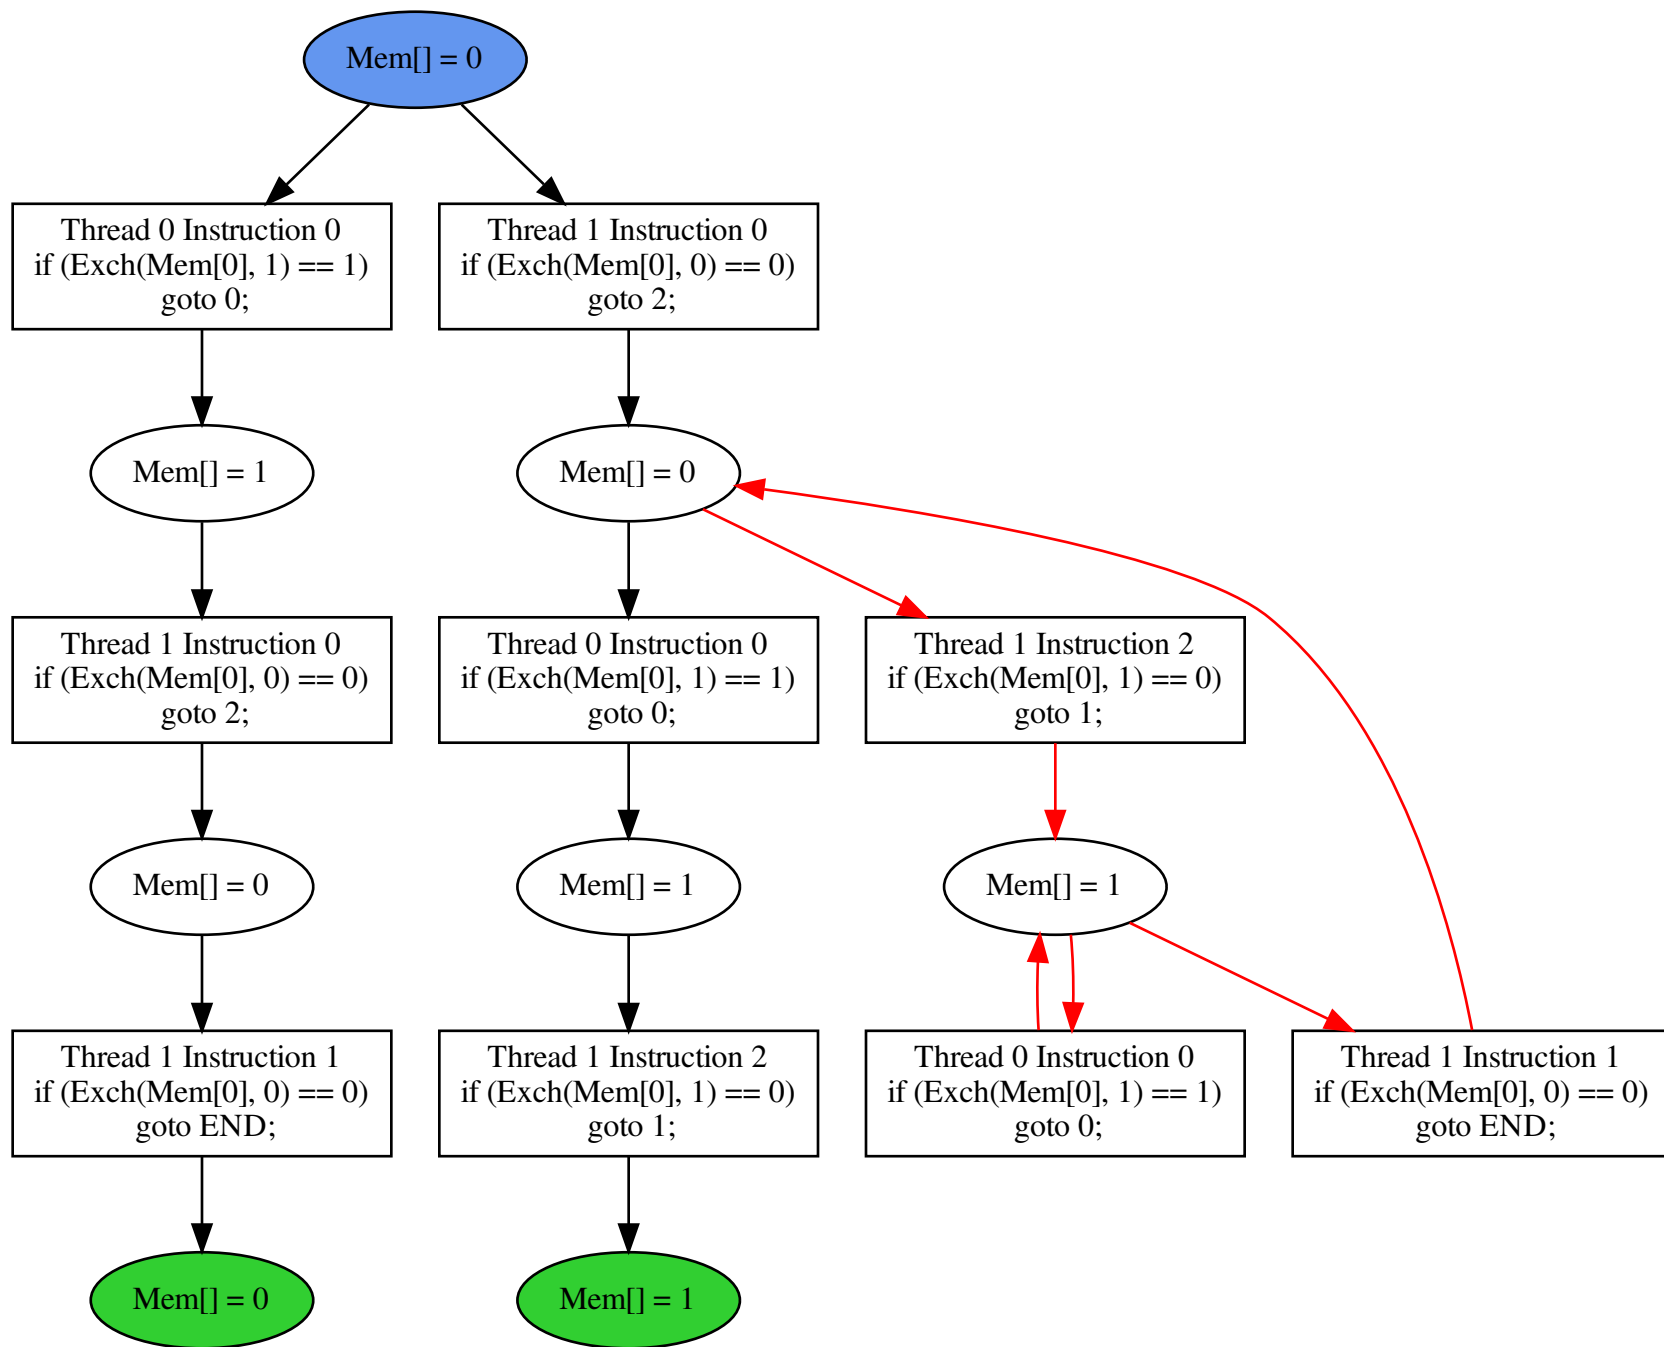 Mem[] = 0
Thread 0 Instruction 0
if (Exch(Mem[0], 1) == 1)
goto 0;
Thread 1 Instruction 0
if (Exch(Mem[0], 0) == 0)
goto 2;
Mem[] = 1
Mem[] = 0
Thread 1 Instruction 0
if (Exch(Mem[0], 0) == 0)
goto 2;
Thread 0 Instruction 0
if (Exch(Mem[0], 1) == 1)
goto 0;
Thread 1 Instruction 2
if (Exch(Mem[0], 1) == 0)
goto 1;
Mem[] = 0
Mem[] = 1
Mem[] = 1
Thread 1 Instruction 1
if (Exch(Mem[0], 0) == 0)
goto END;
Thread 1 Instruction 2
if (Exch(Mem[0], 1) == 0)
goto 1;
Thread 0 Instruction 0
if (Exch(Mem[0], 1) == 1)
goto 0;
Thread 1 Instruction 1
if (Exch(Mem[0], 0) == 0)
goto END;
Mem[] = 0
Mem[] = 1